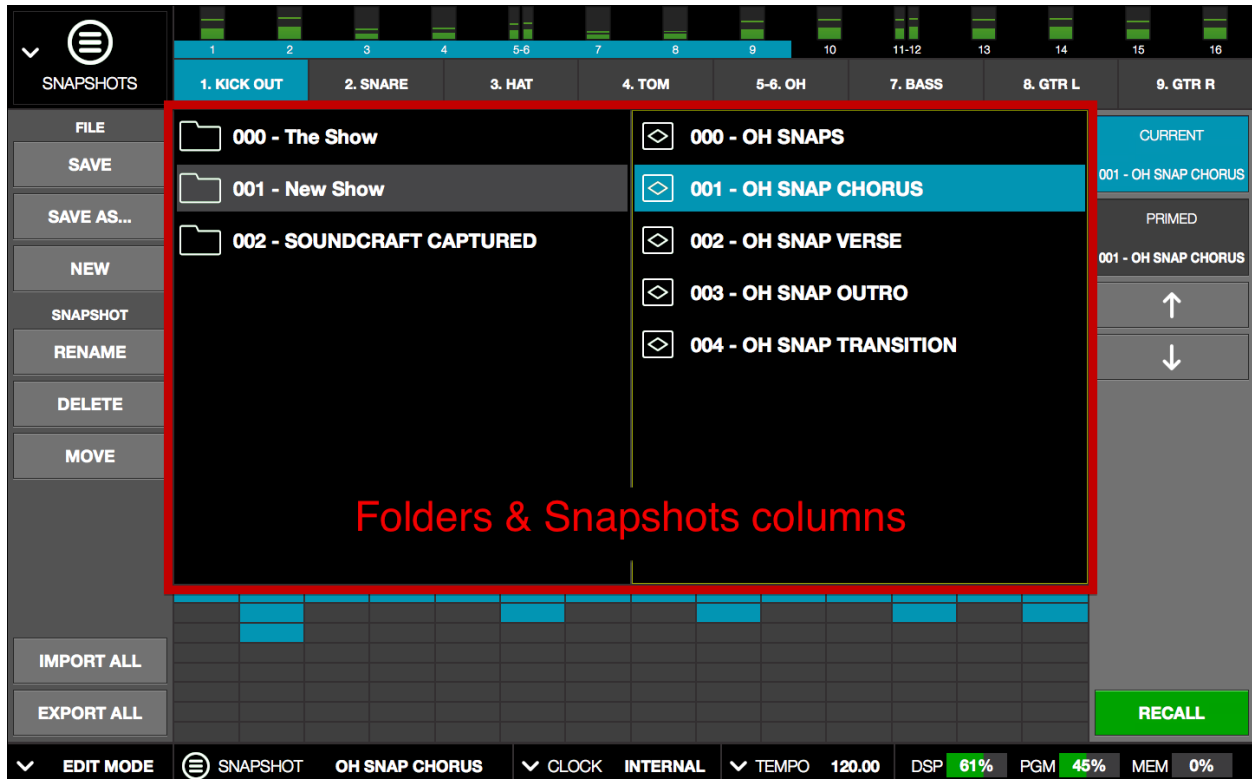 1 2 3 4 5-6 7 8 9 10 11-12 13 14 15 16
SNAPSHOTS
1. KICK OUT 2. SNARE 3. HAT 4. TOM 5-6. OH 7. BASS 8. GTR L 9. GTR R
FILE
SAVE
SAVE AS...
NEW
SNAPSHOT
RENAME
DELETE
MOVE
IMPORT ALL
EXPORT ALL
000 - The Show
001 - New Show
002 - SOUNDCRAFT CAPTURED
000 - OH SNAPS
001 - OH SNAP CHORUS
002 - OH SNAP VERSE
003 - OH SNAP OUTRO
004 - OH SNAP TRANSITION
Folders & Snapshots columns
CURRENT
001 - OH SNAP CHORUS
PRIMED
001 - OH SNAP CHORUS
RECALL
EDIT MODE SNAPSHOT OH SNAP CHORUS CLOCK INTERNAL TEMPO 120.00 DSP 61% PGM 45% MEM 0%